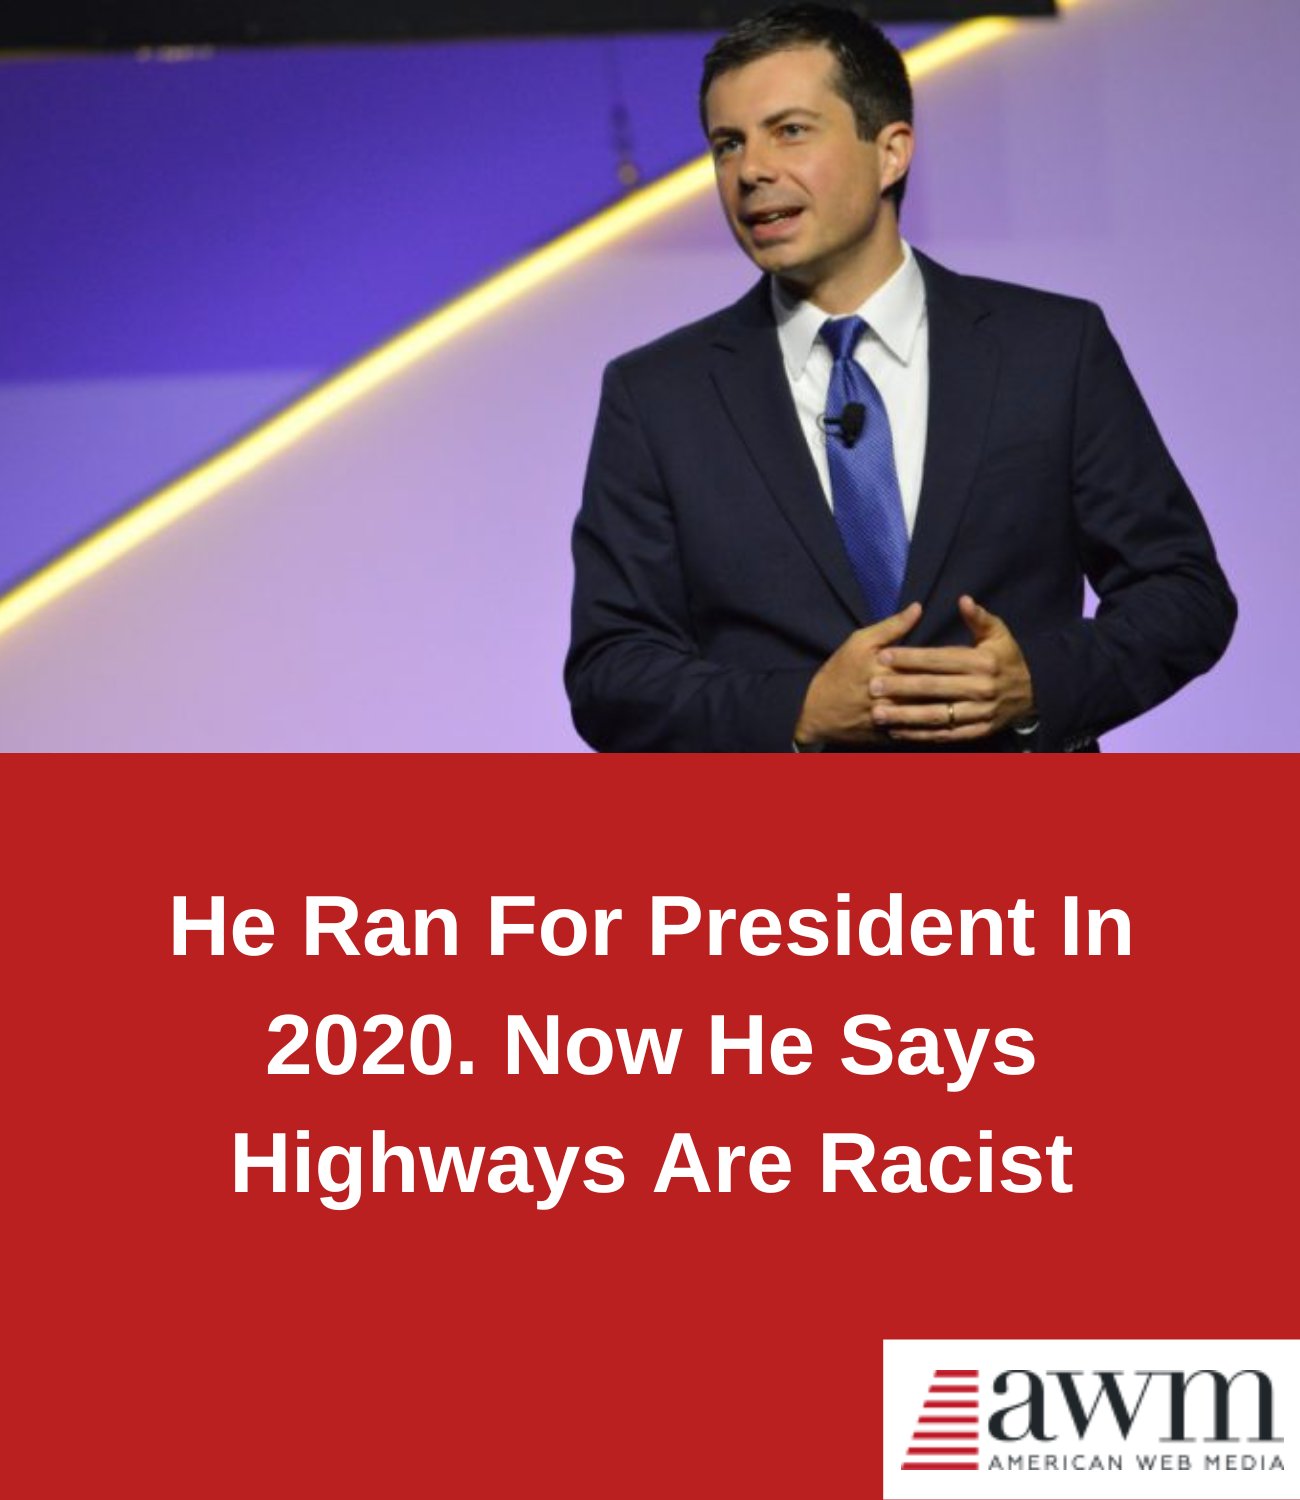 He Ran For President In
2020. Now He Says
Highways Are Racist
awm
AMERICAN WEB MEDIA